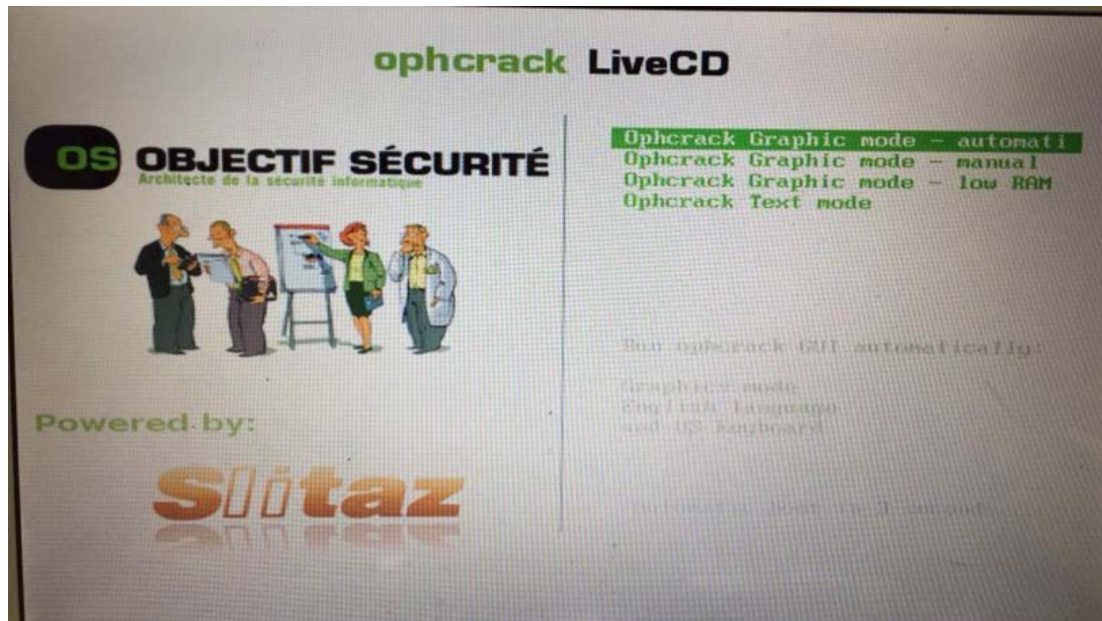 ophcrack LiveCD
OS OBJECTIF SÉCURITÉ
Architecte de la sécurité informatique
Powered by:
Slitaz
Ophcrack Graphic mode - automati
Ophcrack Graphic mode - manual
Ophcrack Graphic mode - low RAM
Ophcrack Text mode
Run ophcrack GUI automatically:
Graphics mode
English language
and US keyboard